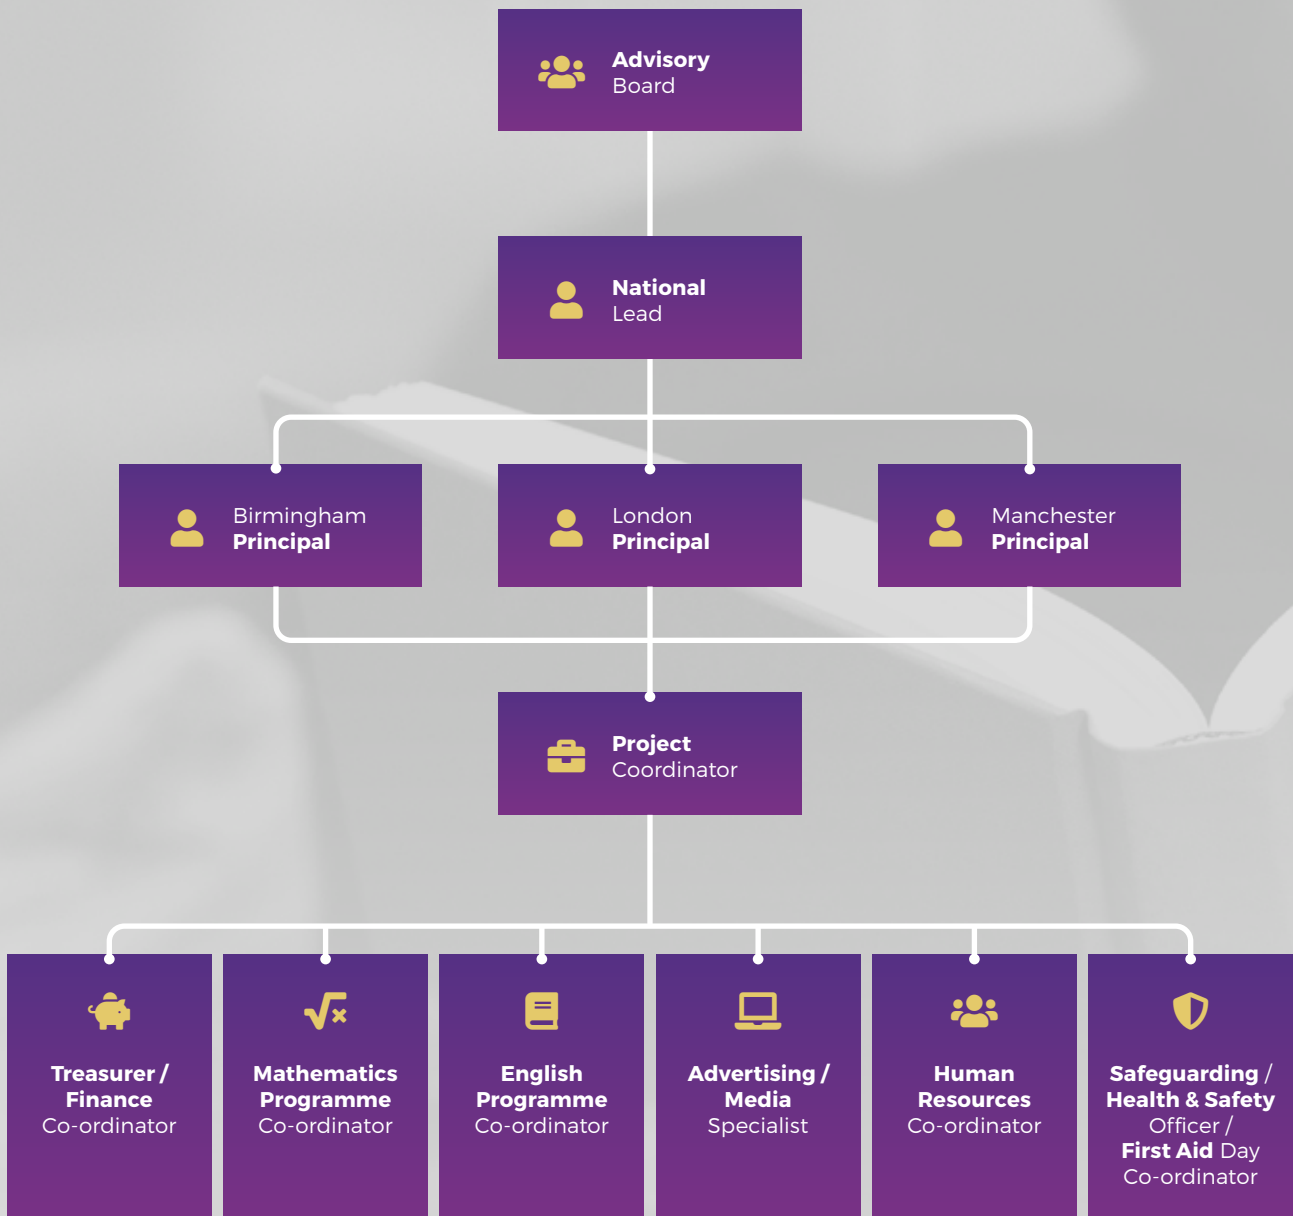 Advisory
Board
National
Lead
Birmingham
Principal
London
Principal
Manchester
Principal
Project
Coordinator
Treasurer /
Finance
Co-ordinator
Mathematics
Programme
Co-ordinator
English
Programme
Co-ordinator
Advertising /
Media
Specialist
Human
Resources
Co-ordinator
Safeguarding /
Health & Safety
Officer /
First Aid Day
Co-ordinator